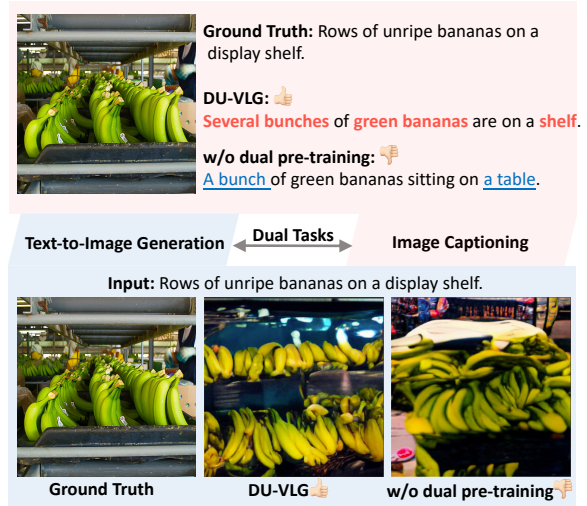 Ground Truth: Rows of unripe bananas on a
display shelf.
DU-VLG: 👍🏻
Several bunches of green bananas are on a shelf.
w/o dual pre-training: 👎🏻
A bunch of green bananas sitting on a table.
Text-to-Image Generation
Dual Tasks
Image Captioning
Input: Rows of unripe bananas on a display shelf.
Ground Truth
DU-VLG👍🏻
w/o dual pre-training👎🏻